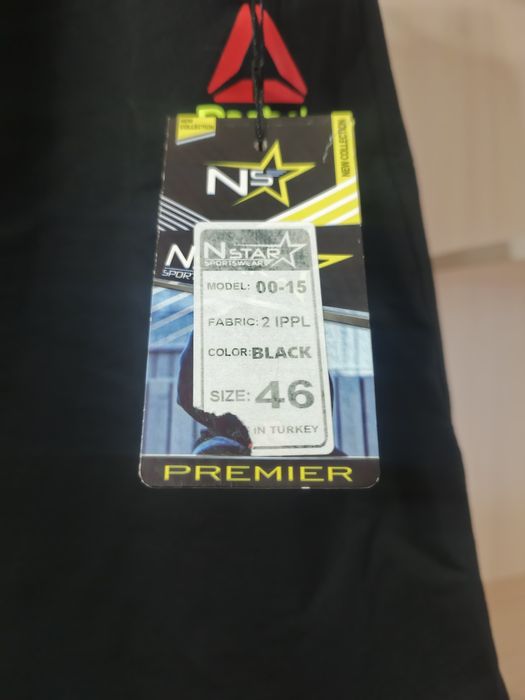 NEW
COLLECTION
NEW COLLECTION
NS
N
SPOR
N STAR
SPORTSWEAR
MODEL: 00-15
FABRIC: 2 IPPL
COLOR: BLACK
SIZE: 46
IN TURKEY
PREMIER